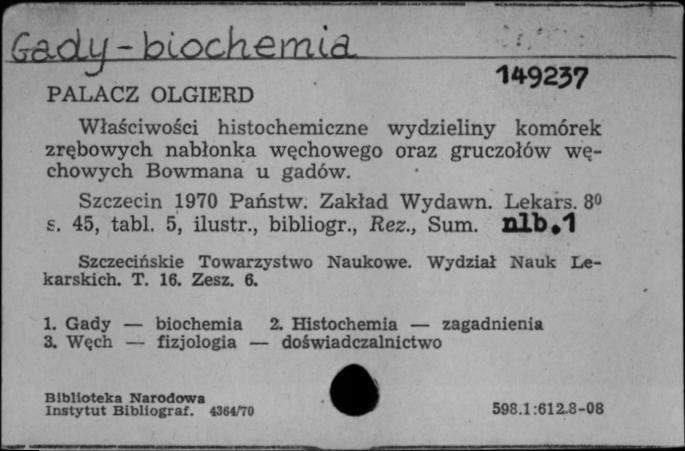 Gady - biochemia
149237
PALACZ OLGIERD
Właściwości histochemiczne wydzieliny komórek
zrębowych nabłonka węchowego oraz gruczołów wę-
chowych Bowmana u gadów.
Szczecin 1970 Państw. Zakład Wydawn. Lekars. 8⁰
s. 45, tabl. 5, ilustr., bibliogr., Rez., Sum. nlb.1
Szczecińskie Towarzystwo Naukowe. Wydział Nauk Le-
karskich. T. 16. Zesz. 6.
1. Gady — biochemia 2. Histochemia — zagadnienia
3. Węch — fizjologia — doświadczalnictwo
Biblioteka Narodowa
Instytut Bibliograf. 4364/70
598.1:612.8-08